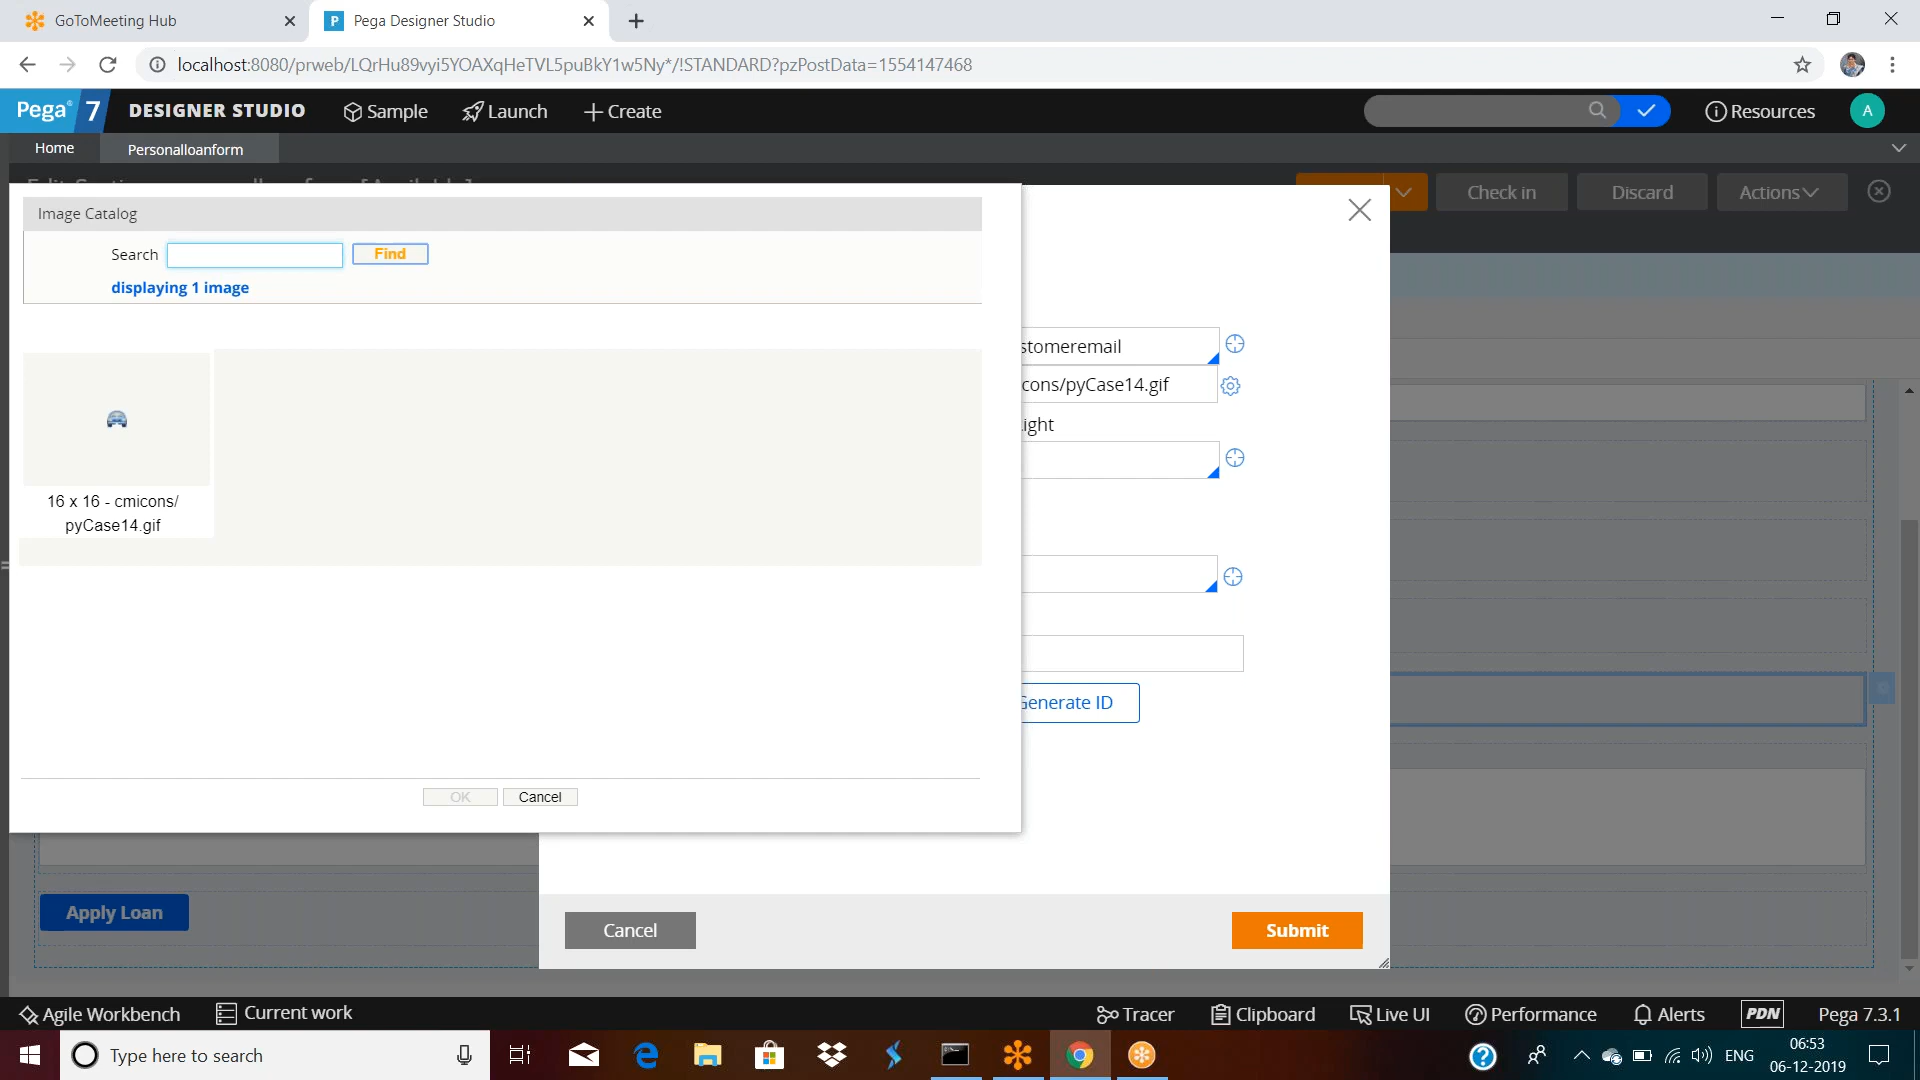 GoToMeeting Hub
Pega Designer Studio
localhost:8080/prweb/LQrHu89vyi5YOAXqHeTVL5puBkY1w5Ny*/!STANDARD?pzPostData=1554147468
Pega 7 DESIGNER STUDIO Sample Launch Create Resources A
Home Personalloanform
Check in Discard Actions
Image Catalog
Search Find
displaying 1 image
stomeremail
cons/pyCase14.gif
ight
16 x 16 - cmicons/
pyCase14.gif
Generate ID
OK Cancel
Apply Loan
Cancel Submit
Agile Workbench Current work Tracer Clipboard Live UI Performance Alerts PDN Pega 7.3.1
Type here to search
ENG
06:53
06-12-2019